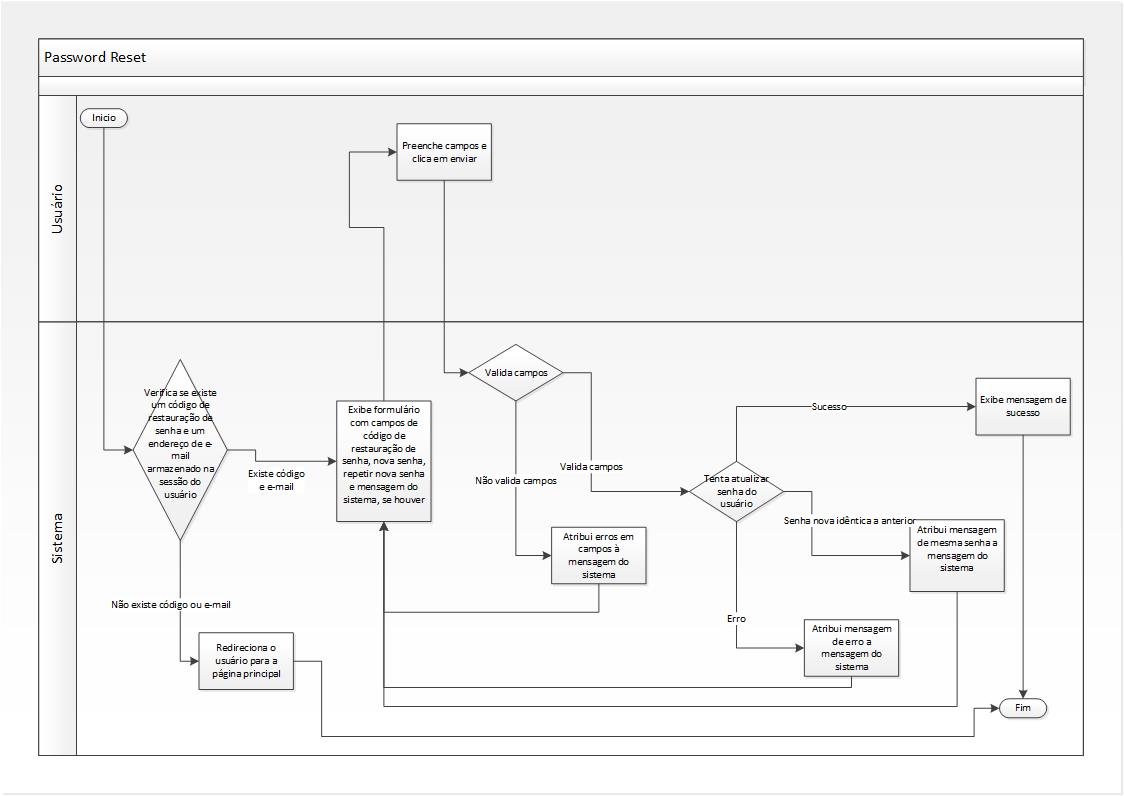 Password Reset
Usuário
Inicio
Preenche campos e
clica em enviar
Sistema
Verifica se existe
um código de
restauração de
senha e um
endereço de e-
mail
armazenado na
sessão do
usuário
Existe código
e e-mail
Não existe código ou e-mail
Redireciona o
usuário para a
página principal
Exibe formulário
com campos de
código de
restauração de
senha, nova senha,
repetir nova senha
e mensagem do
sistema, se houver
Valida campos
Não valida campos
Valida campos
Atribui erros em
campos à
mensagem do
sistema
Tenta atualizar
senha do
usuário
Sucesso
Exibe mensagem de
sucesso
Senha nova idêntica a anterior
Atribui mensagem
de mesma senha a
mensagem do
sistema
Erro
Atribui mensagem
de erro a
mensagem do
sistema
Fim